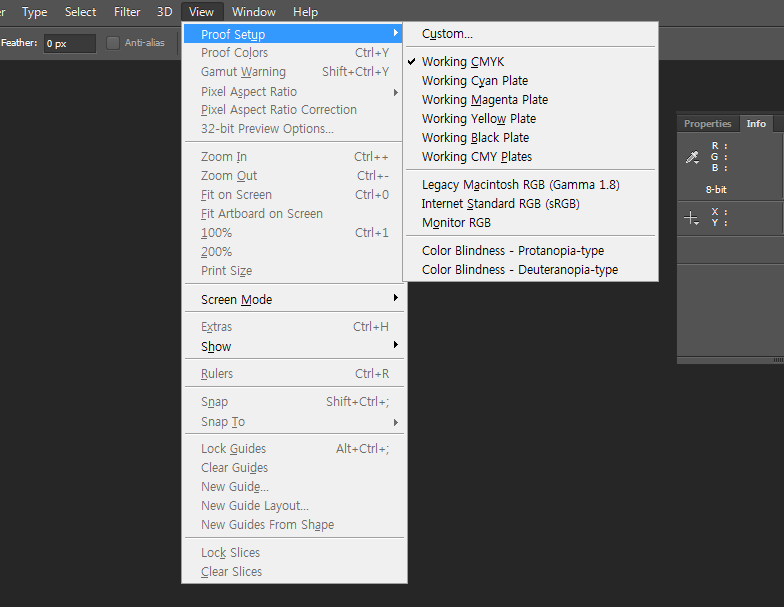 Type Select Filter 3D View Window Help
Feather: 0 px Anti-alias
Proof Setup
Proof Colors Ctrl+Y
Gamut Warning Shift+Ctrl+Y
Pixel Aspect Ratio
Pixel Aspect Ratio Correction
32-bit Preview Options...
Zoom In Ctrl++
Zoom Out Ctrl+-
Fit on Screen Ctrl+0
Fit Artboard on Screen
100% Ctrl+1
200%
Print Size
Screen Mode
Extras Ctrl+H
Show
Rulers Ctrl+R
Snap Shift+Ctrl+;
Snap To
Lock Guides Alt+Ctrl+;
Clear Guides
New Guide...
New Guide Layout...
New Guides From Shape
Lock Slices
Clear Slices
Custom...
Working CMYK
Working Cyan Plate
Working Magenta Plate
Working Yellow Plate
Working Black Plate
Working CMY Plates
Legacy Macintosh RGB (Gamma 1.8)
Internet Standard RGB (sRGB)
Monitor RGB
Color Blindness - Protanopia-type
Color Blindness - Deuteranopia-type
Properties Info
R :
G :
B :
8-bit
X :
Y :